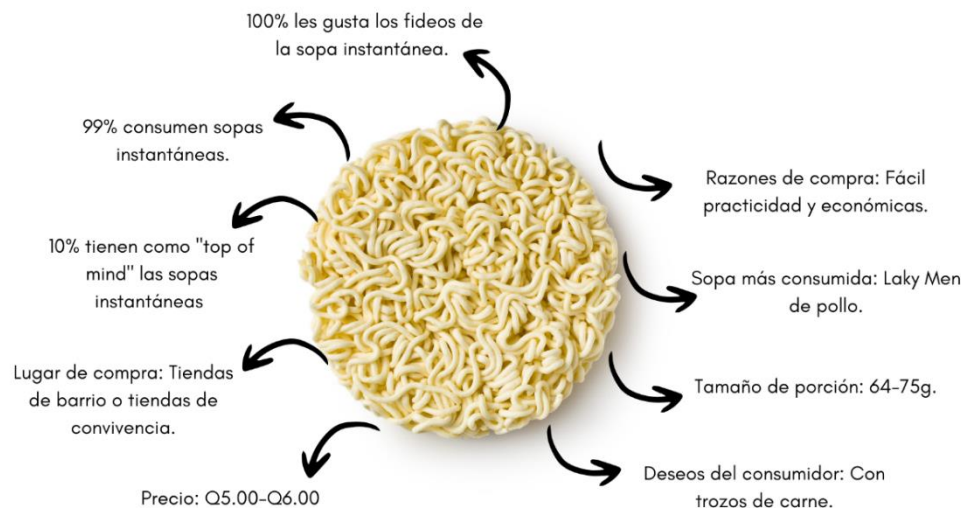 100% les gusta los fideos de
la sopa instantánea.
99% consumen sopas
instantáneas.
10% tienen como "top of
mind" las sopas
instantáneas
Lugar de compra: Tiendas
de barrio o tiendas de
convivencia.
Precio: Q5.00-Q6.00
Razones de compra: Fácil
practicidad y económicas.
Sopa más consumida: Laky Men
de pollo.
Tamaño de porción: 64-75g.
Deseos del consumidor: Con
trozos de carne.